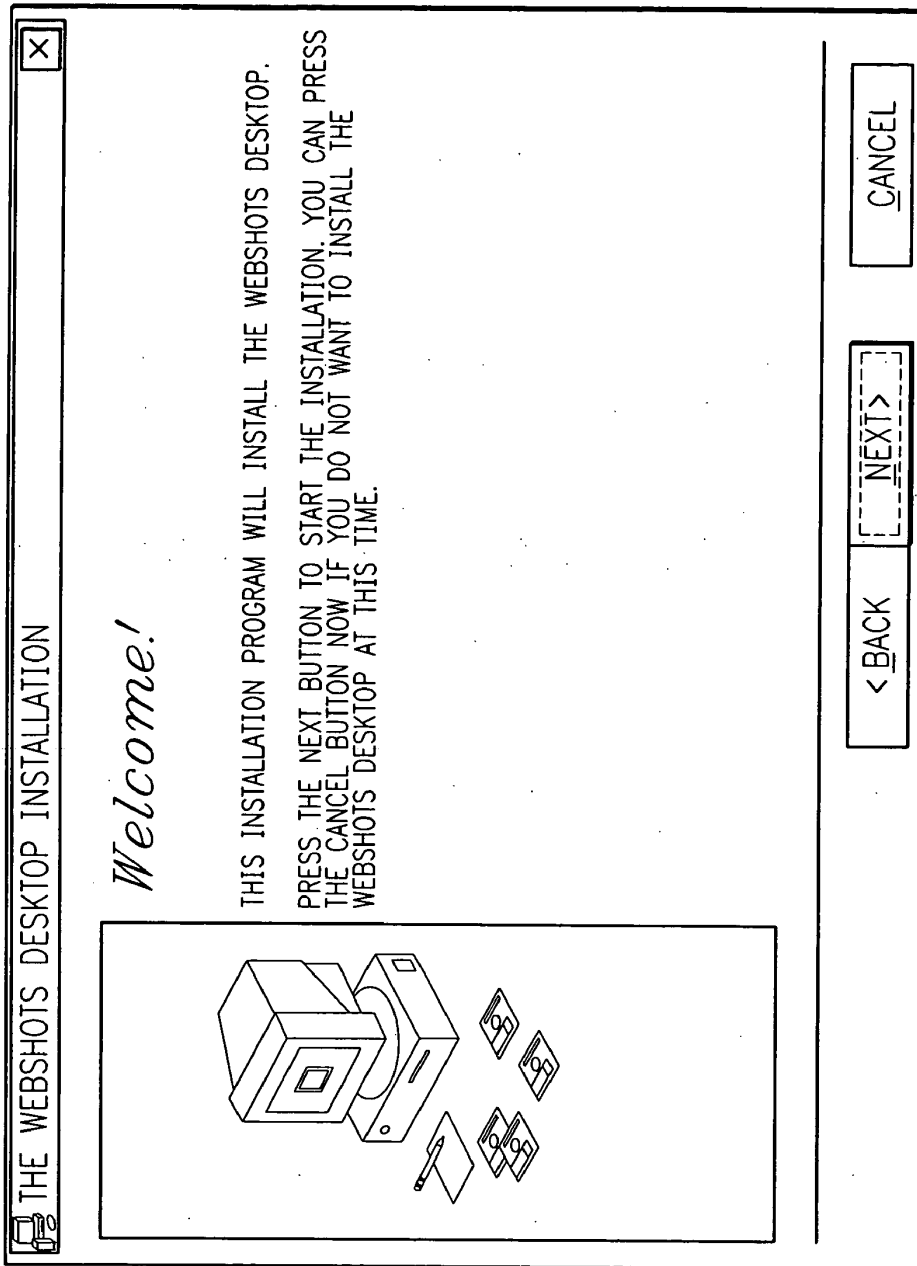 THE WEBSHOTS DESKTOP INSTALLATION
X
Welcome!
THIS INSTALLATION PROGRAM WILL INSTALL THE WEBSHOTS DESKTOP.
PRESS THE NEXT BUTTON TO START THE INSTALLATION. YOU CAN PRESS
THE CANCEL BUTTON NOW IF YOU DO NOT WANT TO INSTALL THE
WEBSHOTS DESKTOP AT THIS TIME.
< BACK
NEXT>
CANCEL